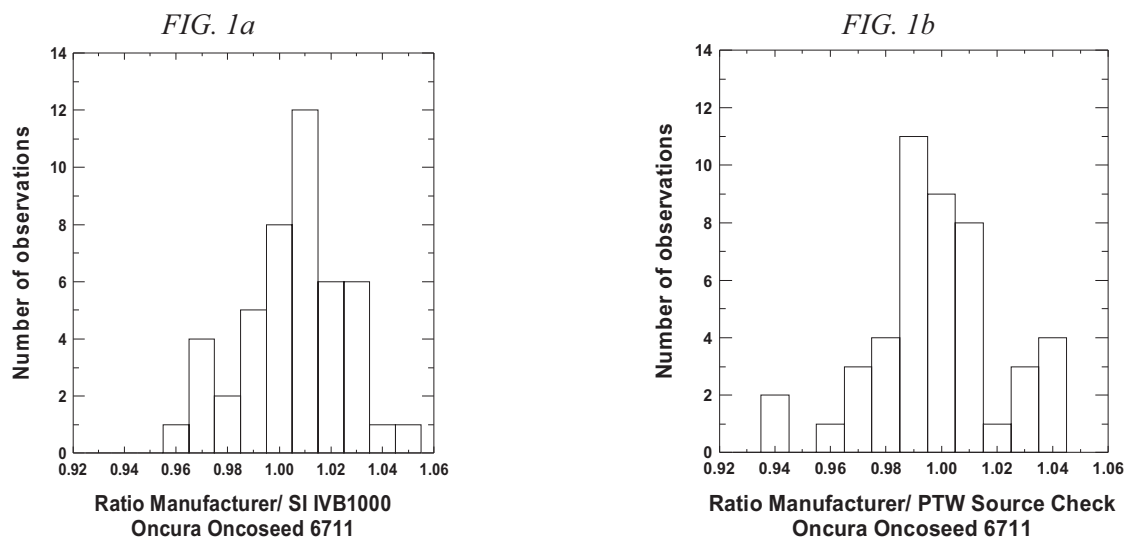 FIG. 1a
14
12
10
8
6
4
2
0
0.92 0.94 0.96 0.98 1.00 1.02 1.04 1.06
Number of observations
Ratio Manufacturer/ SI IVB1000
Oncura Oncoseed 6711
FIG. 1b
14
12
10
8
6
4
2
0
0.92 0.94 0.96 0.98 1.00 1.02 1.04 1.06
Number of observations
Ratio Manufacturer/ PTW Source Check
Oncura Oncoseed 6711